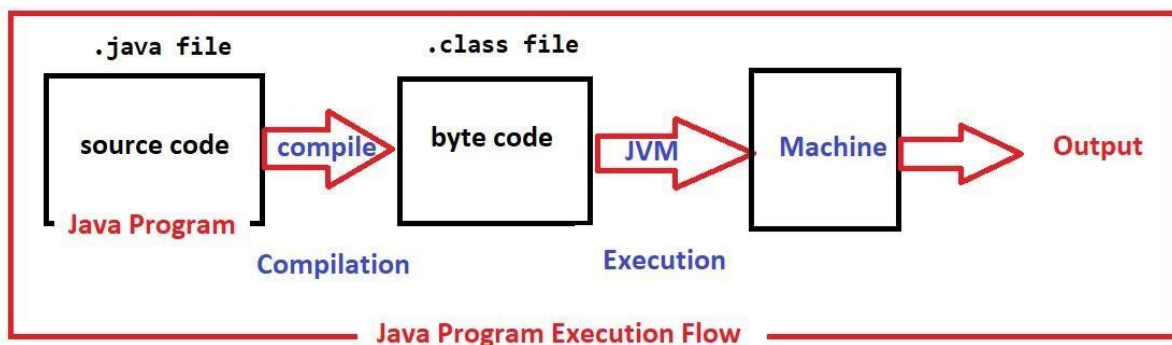 .java file
.class file
source code
compile
byte code
JVM
Machine
Output
Java Program
Compilation
Execution
Java Program Execution Flow